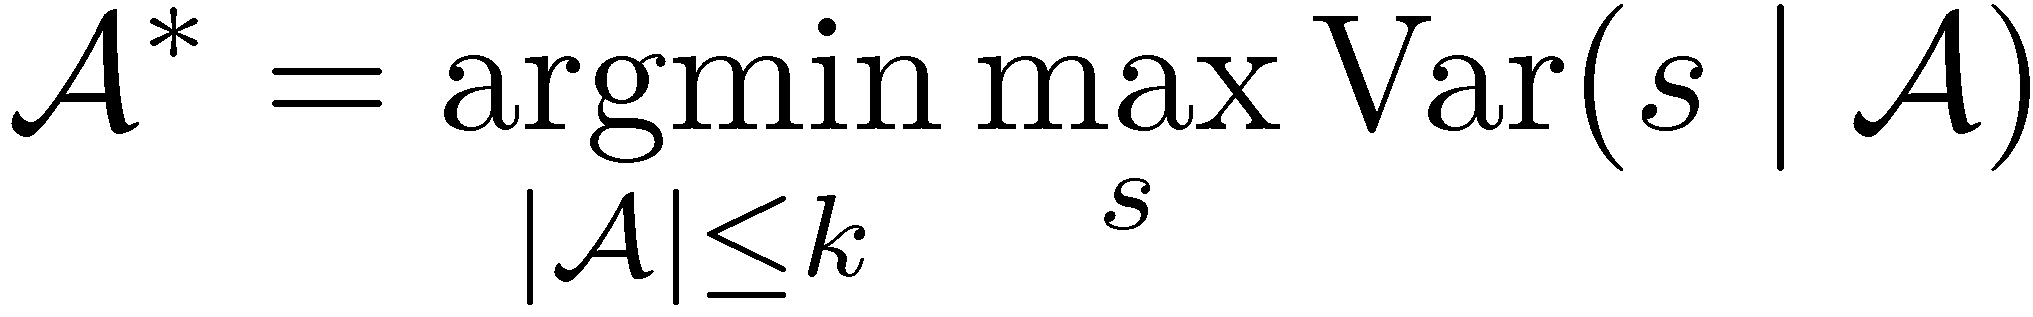 𝒜* = argmin max Var(s | 𝒜)
|𝒜|≤k s